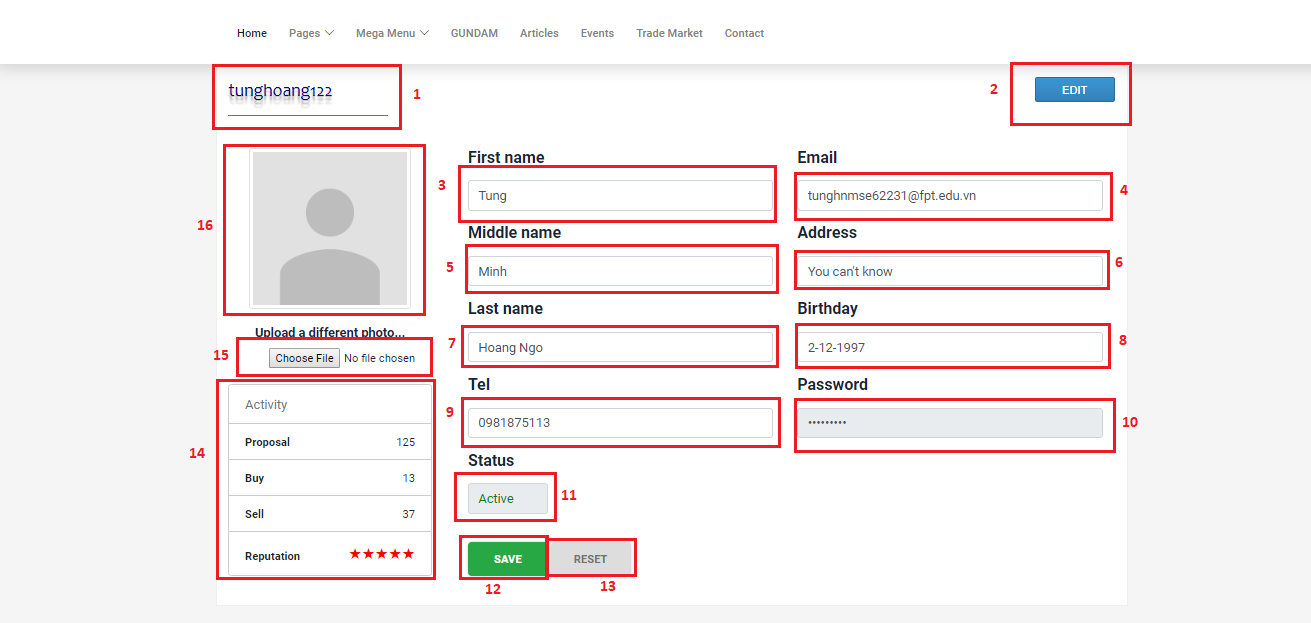 Home Pages Mega Menu GUNDAM Articles Events Trade Market Contact
tunghoang122
1
2
EDIT
16
3
First name
Tung
Email
tunghnmse62231@fpt.edu.vn
4
5
Middle name
Minh
Address
You can't know
6
Upload a different photo...
15
Choose File No file chosen
7
Last name
Hoang Ngo
Birthday
2-12-1997
8
14
Activity
Proposal 125
Buy 13
Sell 37
Reputation ★★★★★
9
Tel
0981875113
Password
•••••••••
10
Status
Active
11
SAVE
RESET
12
13